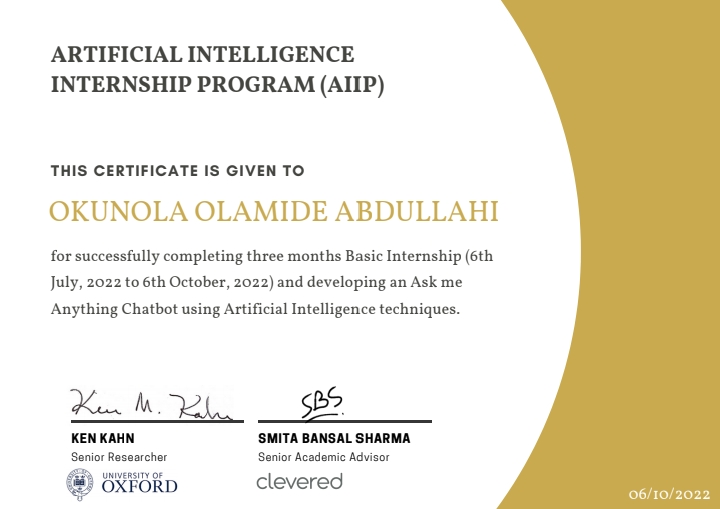 ARTIFICIAL INTELLIGENCE
INTERNSHIP PROGRAM (AIIP)
THIS CERTIFICATE IS GIVEN TO
OKUNOLA OLAMIDE ABDULLAHI
for successfully completing three months Basic Internship (6th
July, 2022 to 6th October, 2022) and developing an Ask me
Anything Chatbot using Artificial Intelligence techniques.
Ken M. Kahn
SBS
KEN KAHN
SMITA BANSAL SHARMA
Senior Researcher
Senior Academic Advisor
UNIVERSITY OF
OXFORD
clevered
06/10/2022